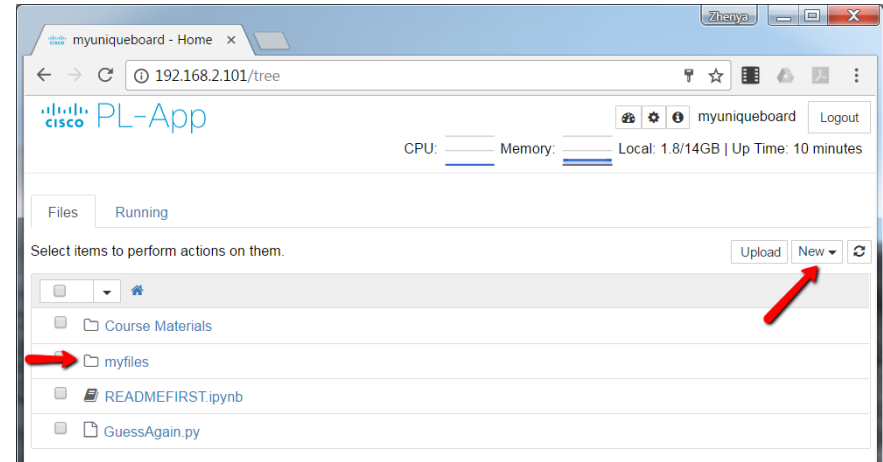 Zhenya
cisco myuniqueboard - Home
192.168.2.101/tree
cisco PL-App myuniqueboard Logout
CPU: Memory: Local: 1.8/14GB | Up Time: 10 minutes
Files Running
Select items to perform actions on them. Upload New
Course Materials
myfiles
READMEFIRST.ipynb
GuessAgain.py